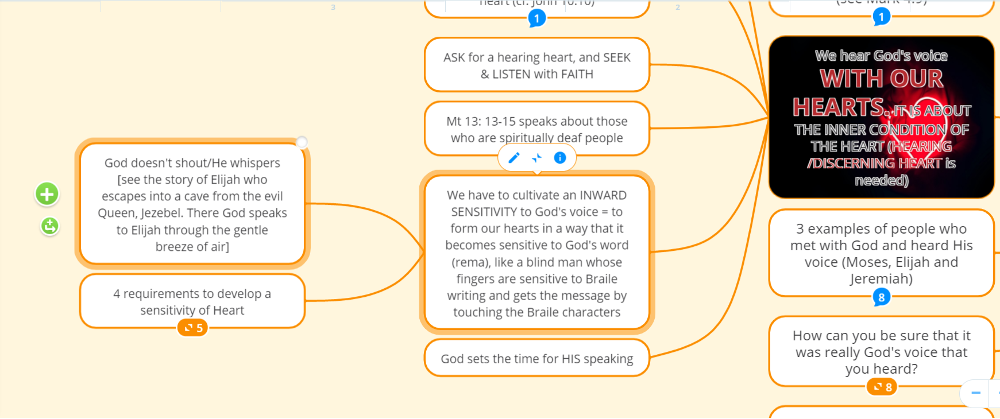 3
2
heart (cf. John 10:10)
1
(see Mark 4:9)
1
ASK for a hearing heart, and SEEK
& LISTEN with FAITH
Mt 13: 13-15 speaks about those
who are spiritually deaf people
We hear God's voice
WITH OUR
HEARTS. IT IS ABOUT
THE INNER CONDITION OF
THE HEART (HEARING
/DISCERNING HEART is
needed)
God doesn't shout/He whispers
[see the story of Elijah who
escapes into a cave from the evil
Queen, Jezebel. There God speaks
to Elijah through the gentle
breeze of air]
4 requirements to develop a
sensitivity of Heart
5
We have to cultivate an INWARD
SENSITIVITY to God's voice = to
form our hearts in a way that it
becomes sensitive to God's word
(rema), like a blind man whose
fingers are sensitive to Braile
writing and gets the message by
touching the Braile characters
God sets the time for HIS speaking
3 examples of people who
met with God and heard His
voice (Moses, Elijah and
Jeremiah)
8
How can you be sure that it
was really God's voice that
you heard?
8